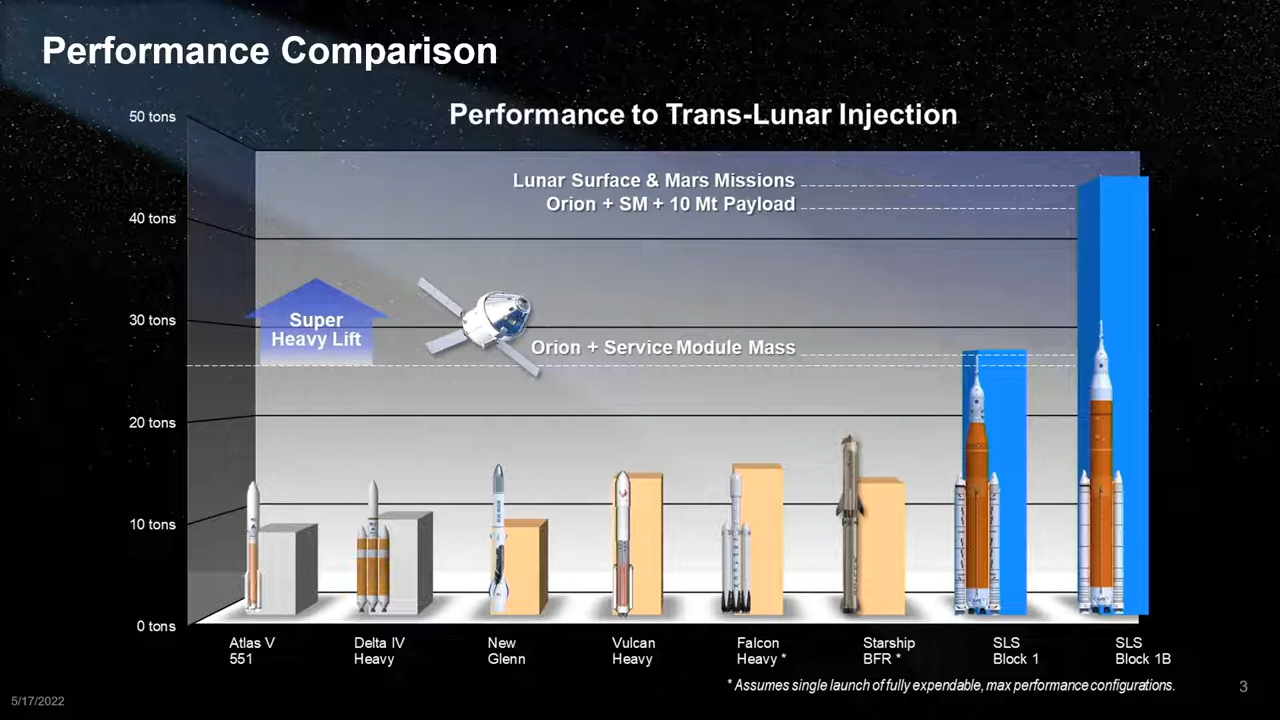 Performance Comparison
Performance to Trans-Lunar Injection
50 tons
Lunar Surface & Mars Missions
Orion + SM + 10 Mt Payload
40 tons
30 tons
Super
Heavy Lift
Orion + Service Module Mass
20 tons
10 tons
0 tons
Atlas V
551
Delta IV
Heavy
New
Glenn
Vulcan
Heavy
Falcon
Heavy *
Starship
BFR *
SLS
Block 1
SLS
Block 1B
* Assumes single launch of fully expendable, max performance configurations.
5/17/2022
3